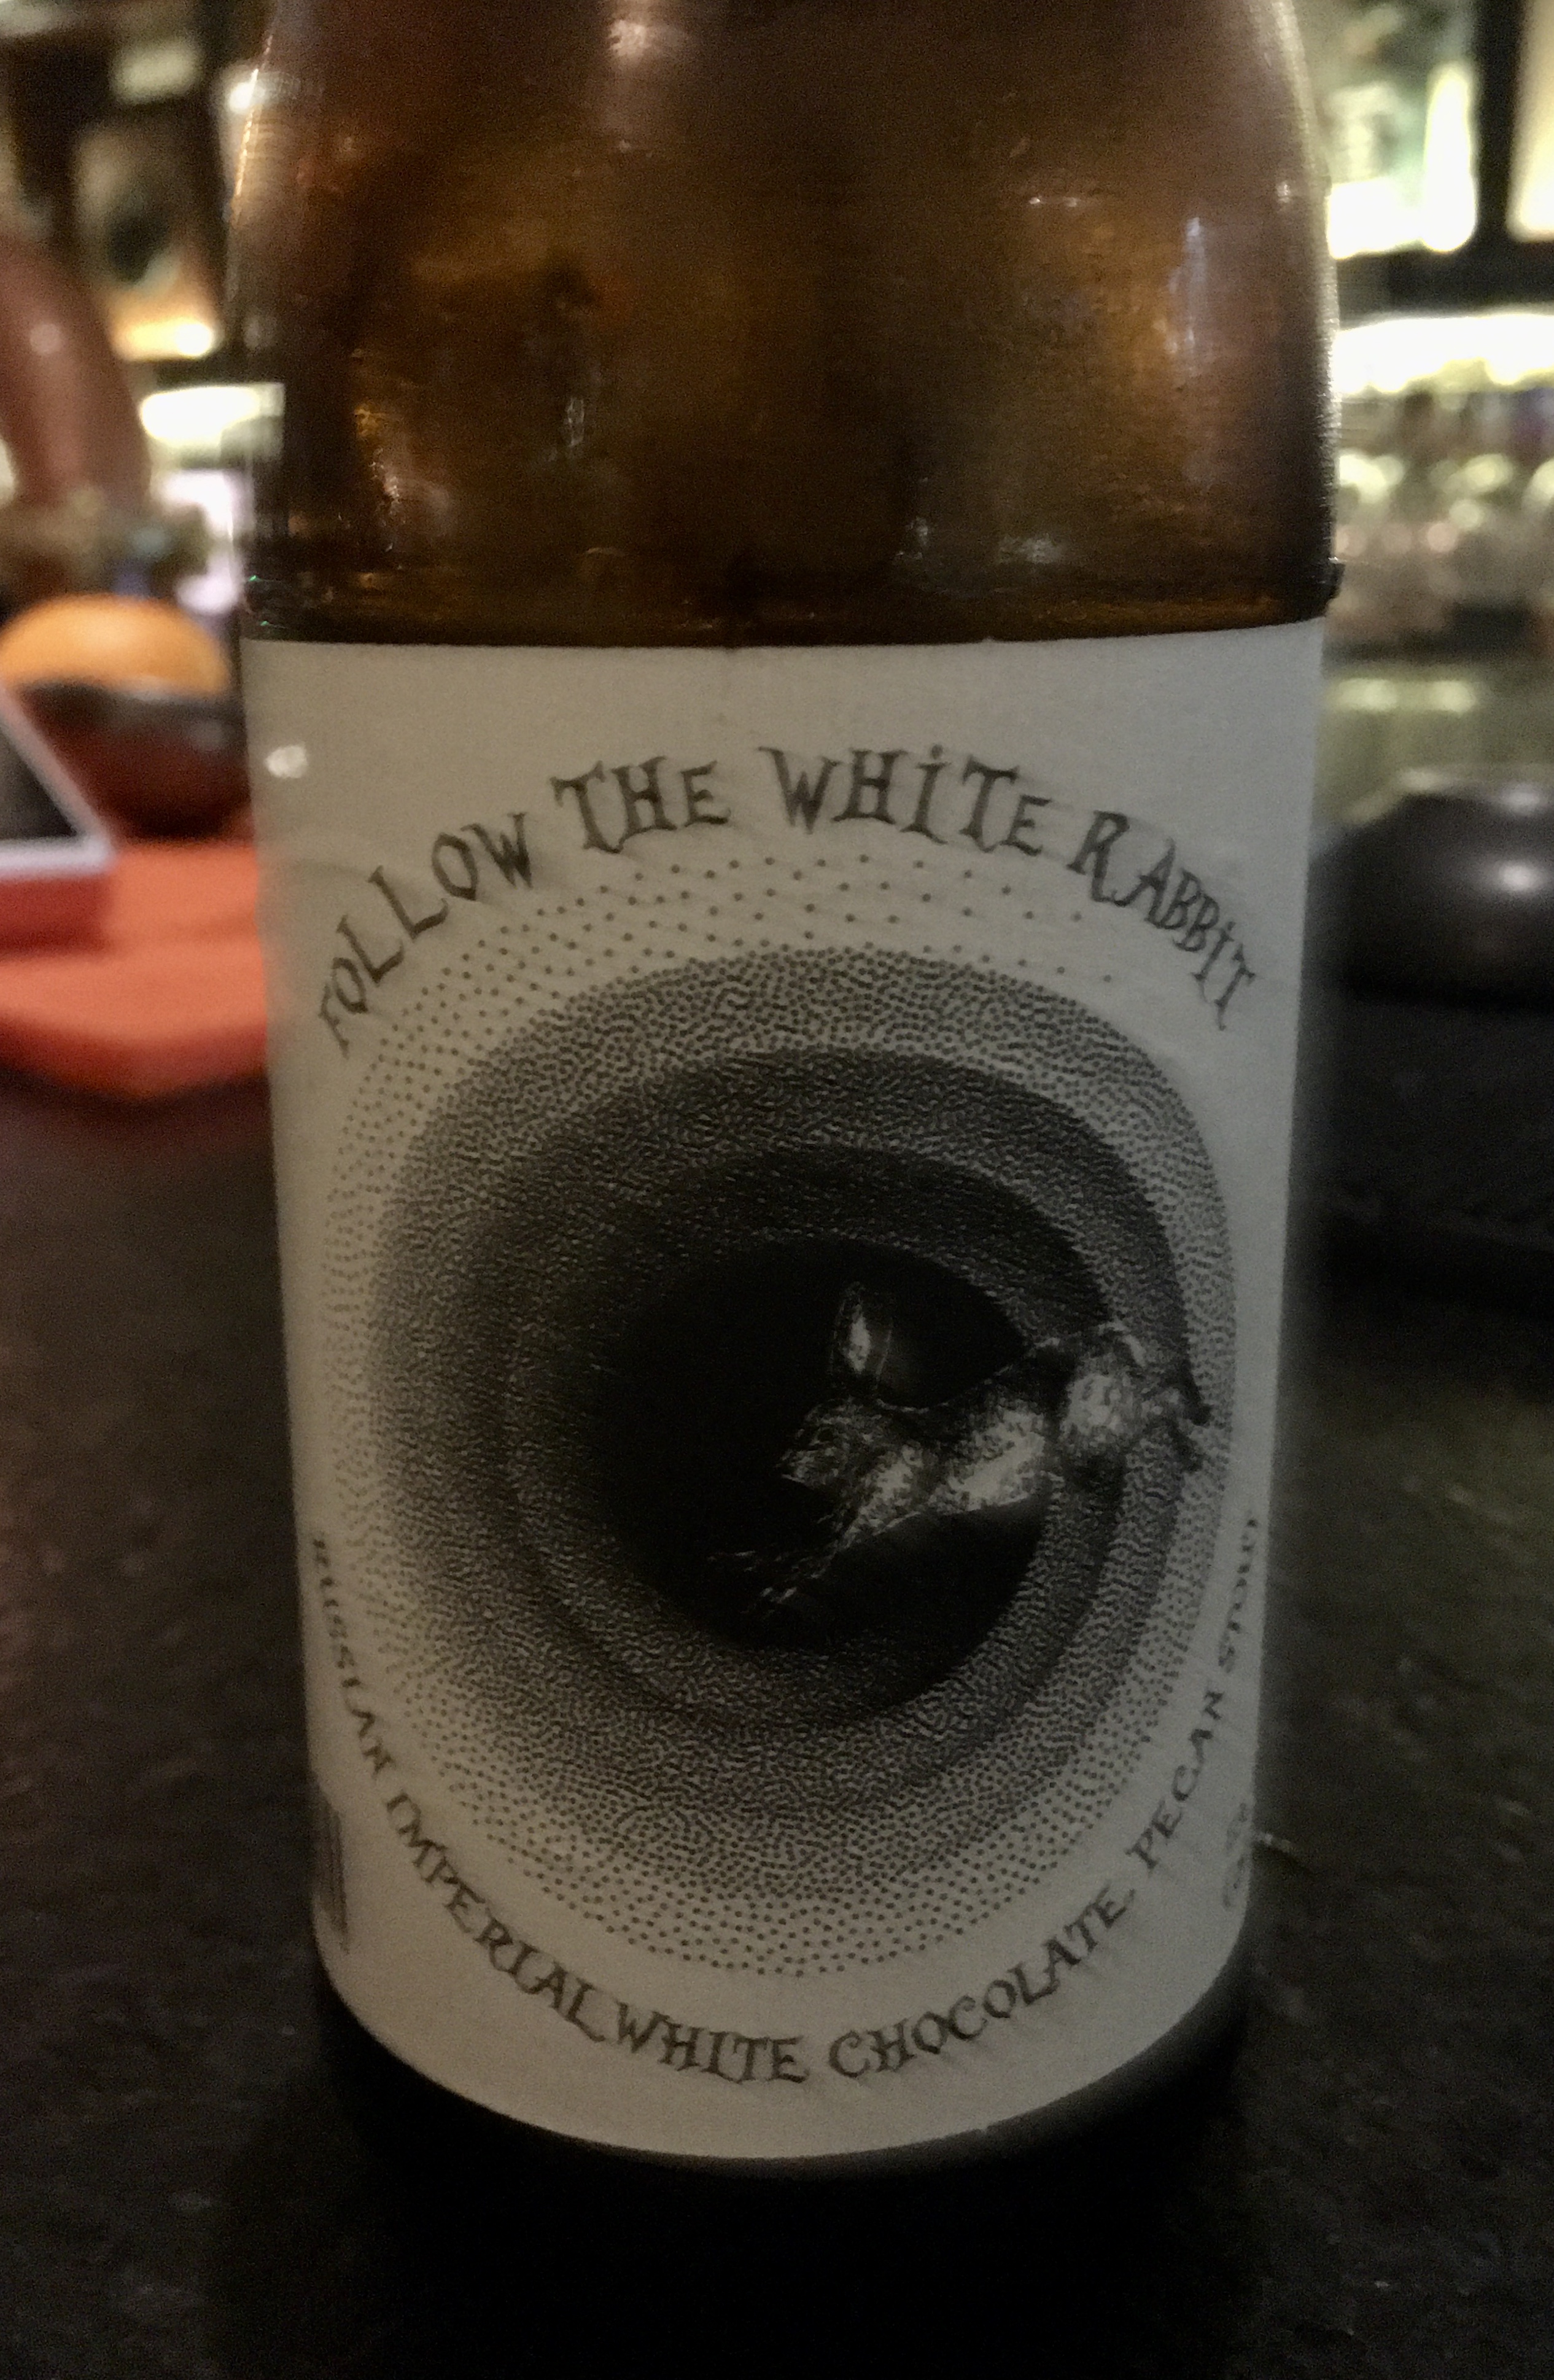 FOLLOW THE WHITE RABBIT
RUSSIAN IMPERIAL WHITE CHOCOLATE PECAN STOUT